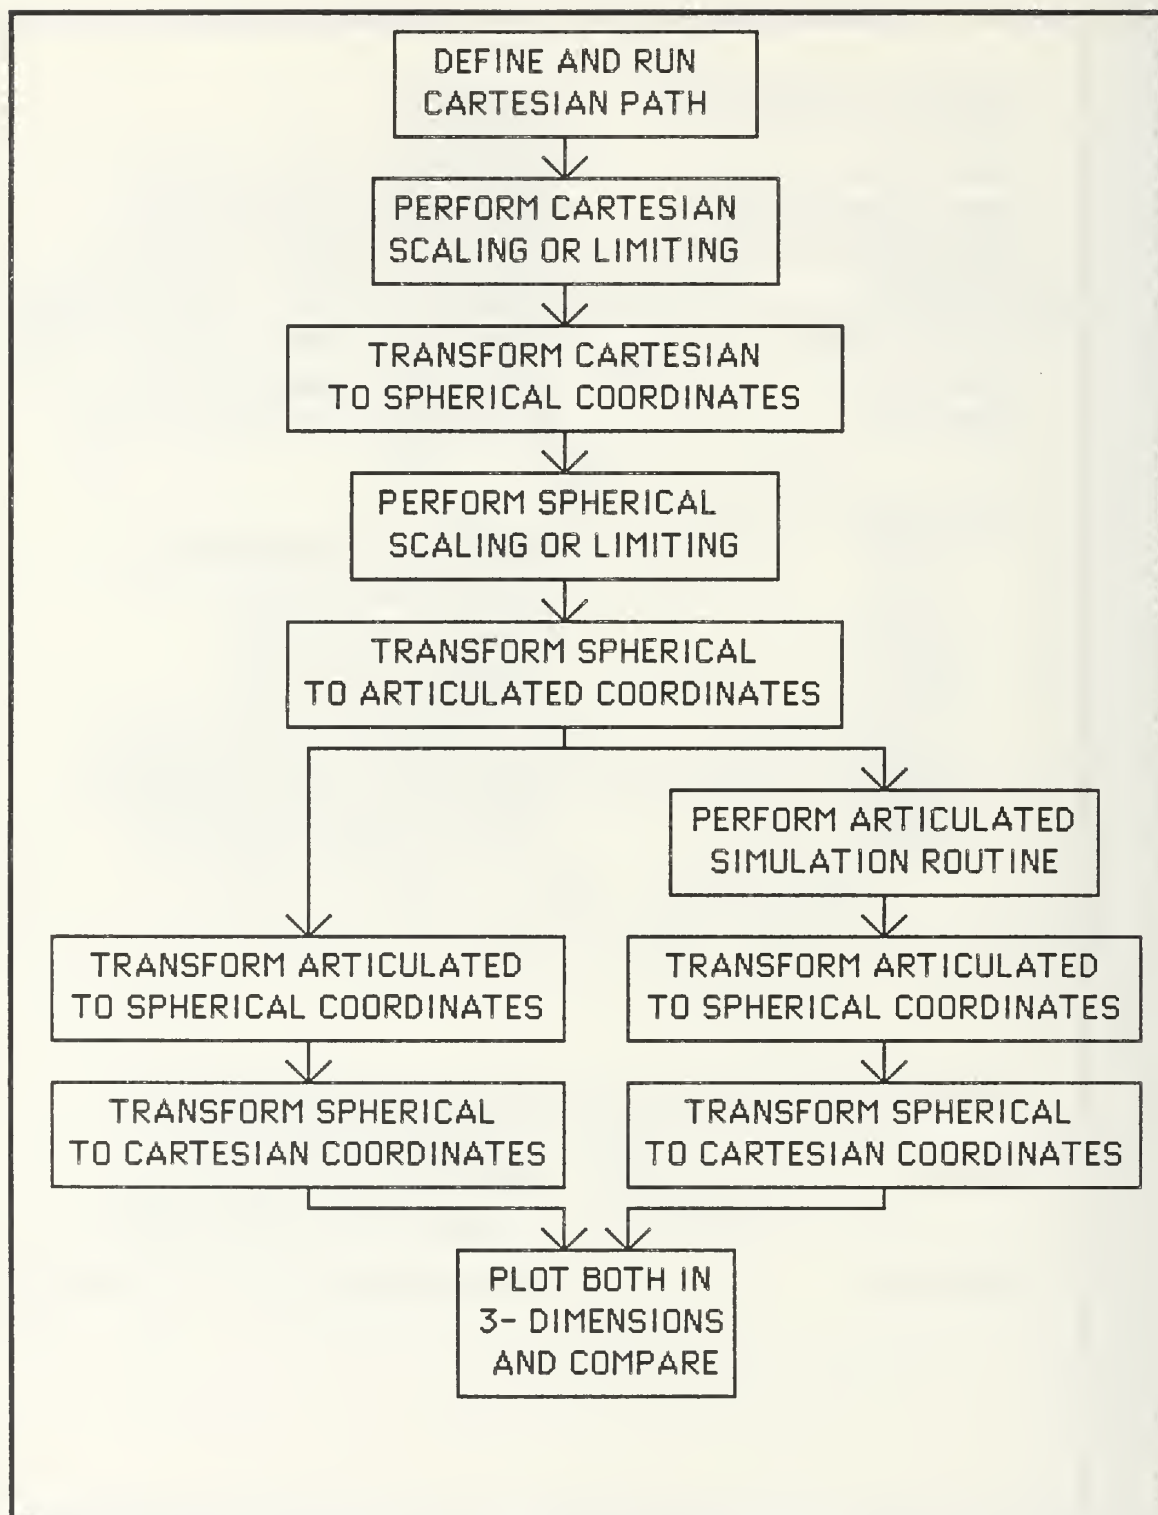 DEFINE AND RUN
CARTESIAN PATH
PERFORM CARTESIAN
SCALING OR LIMITING
TRANSFORM CARTESIAN
TO SPHERICAL COORDINATES
PERFORM SPHERICAL
SCALING OR LIMITING
TRANSFORM SPHERICAL
TO ARTICULATED COORDINATES
PERFORM ARTICULATED
SIMULATION ROUTINE
TRANSFORM ARTICULATED
TO SPHERICAL COORDINATES
TRANSFORM ARTICULATED
TO SPHERICAL COORDINATES
TRANSFORM SPHERICAL
TO CARTESIAN COORDINATES
TRANSFORM SPHERICAL
TO CARTESIAN COORDINATES
PLOT BOTH IN
3- DIMENSIONS
AND COMPARE